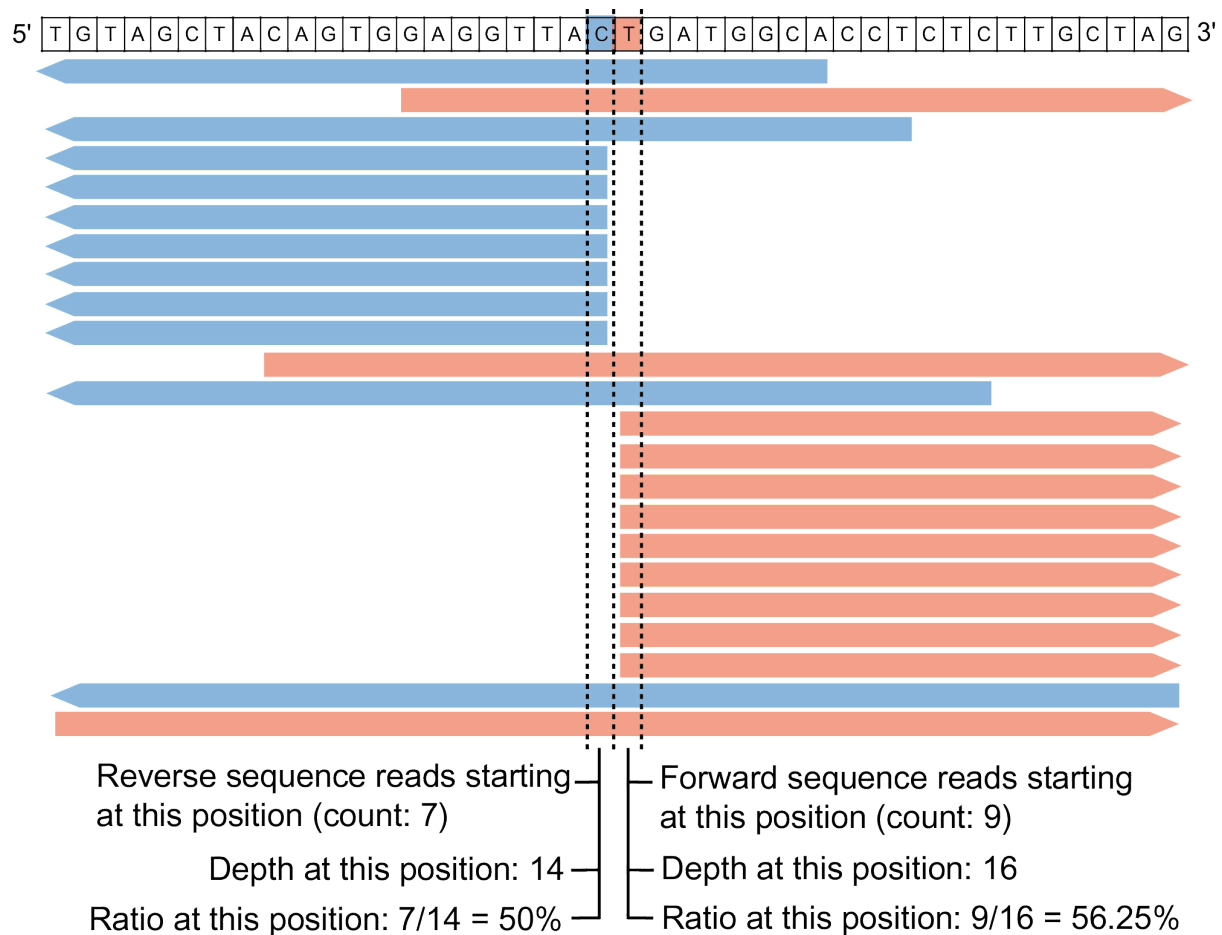 5' TGTAGCTACAGTGGAGGTTACTGATGGCACCTCTCTTGCTAG 3'
Reverse sequence reads starting
at this position (count: 7)
Depth at this position: 14
Ratio at this position: 7/14 = 50%
Forward sequence reads starting
at this position (count: 9)
Depth at this position: 16
Ratio at this position: 9/16 = 56.25%